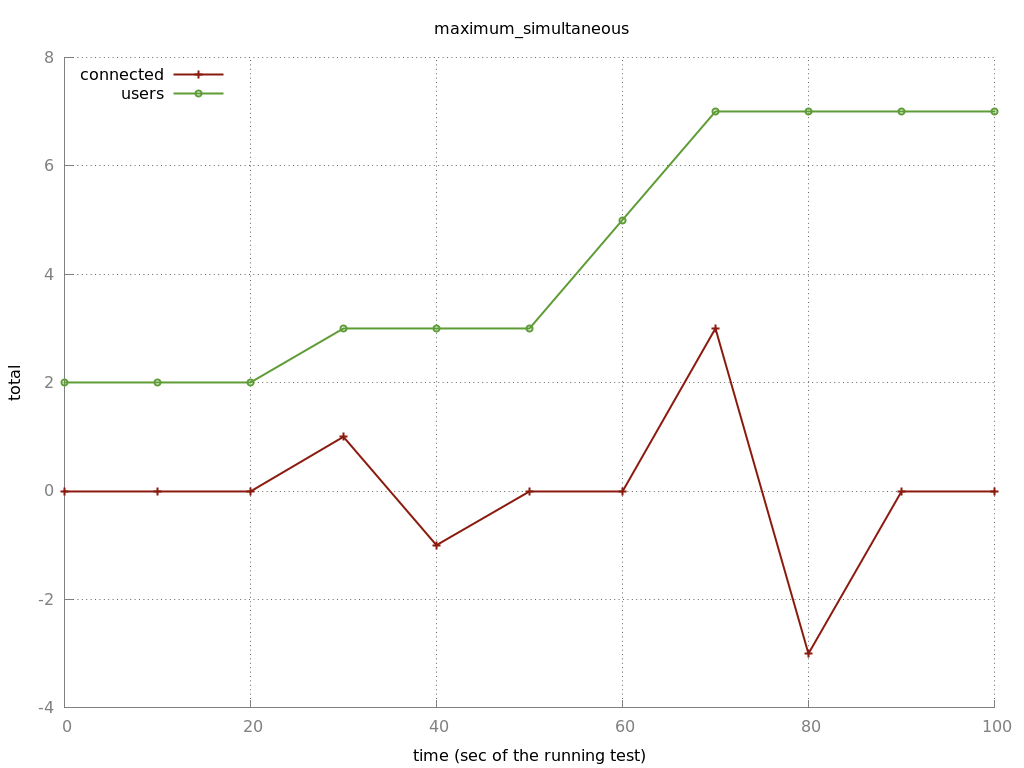 maximum_simultaneous
8
connected
users
6
4
total
2
0
-2
-4
0 20 40 60 80 100
time (sec of the running test)